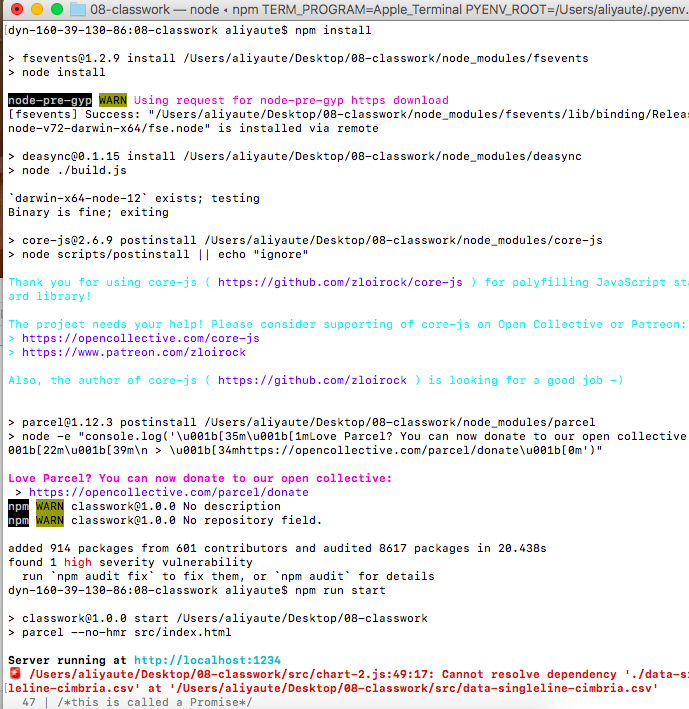 08-classwork — node ◂ npm TERM_PROGRAM=Apple_Terminal PYENV_ROOT=/Users/aliyaute/.pyenv.
[dyn-160-39-130-86:08-classwork aliyaute$ npm install
> fsevents@1.2.9 install /Users/aliyaute/Desktop/08-classwork/node_modules/fsevents
> node install
node-pre-gyp WARN Using request for node-pre-gyp https download
[fsevents] Success: "/Users/aliyaute/Desktop/08-classwork/node_modules/fsevents/lib/binding/Releas
node-v72-darwin-x64/fse.node" is installed via remote
> deasync@0.1.15 install /Users/aliyaute/Desktop/08-classwork/node_modules/deasync
> node ./build.js
`darwin-x64-node-12` exists; testing
Binary is fine; exiting
> core-js@2.6.9 postinstall /Users/aliyaute/Desktop/08-classwork/node_modules/core-js
> node scripts/postinstall || echo "ignore"
Thank you for using core-js ( https://github.com/zloirock/core-js ) for polyfilling JavaScript sta
ard library!
The project needs your help! Please consider supporting of core-js on Open Collective or Patreon:
> https://opencollective.com/core-js
> https://www.patreon.com/zloirock
Also, the author of core-js ( https://github.com/zloirock ) is looking for a good job -)
> parcel@1.12.3 postinstall /Users/aliyaute/Desktop/08-classwork/node_modules/parcel
> node -e "console.log('\u001b[35m\u001b[1mLove Parcel? You can now donate to our open collective
001b[22m\u001b[39m\n > \u001b[34mhttps://opencollective.com/parcel/donate\u001b[0m')"
Love Parcel? You can now donate to our open collective:
> https://opencollective.com/parcel/donate
npm WARN classwork@1.0.0 No description
npm WARN classwork@1.0.0 No repository field.
added 914 packages from 601 contributors and audited 8617 packages in 20.438s
found 1 high severity vulnerability
run `npm audit fix` to fix them, or `npm audit` for details
dyn-160-39-130-86:08-classwork aliyaute$ npm run start
> classwork@1.0.0 start /Users/aliyaute/Desktop/08-classwork
> parcel --no-hmr src/index.html
Server running at http://localhost:1234
🚨 /Users/aliyaute/Desktop/08-classwork/src/chart-2.js:49:17: Cannot resolve dependency './data-si
leline-cimbria.csv' at '/Users/aliyaute/Desktop/08-classwork/src/data-singleline-cimbria.csv'
47 | /*this is called a Promise*/